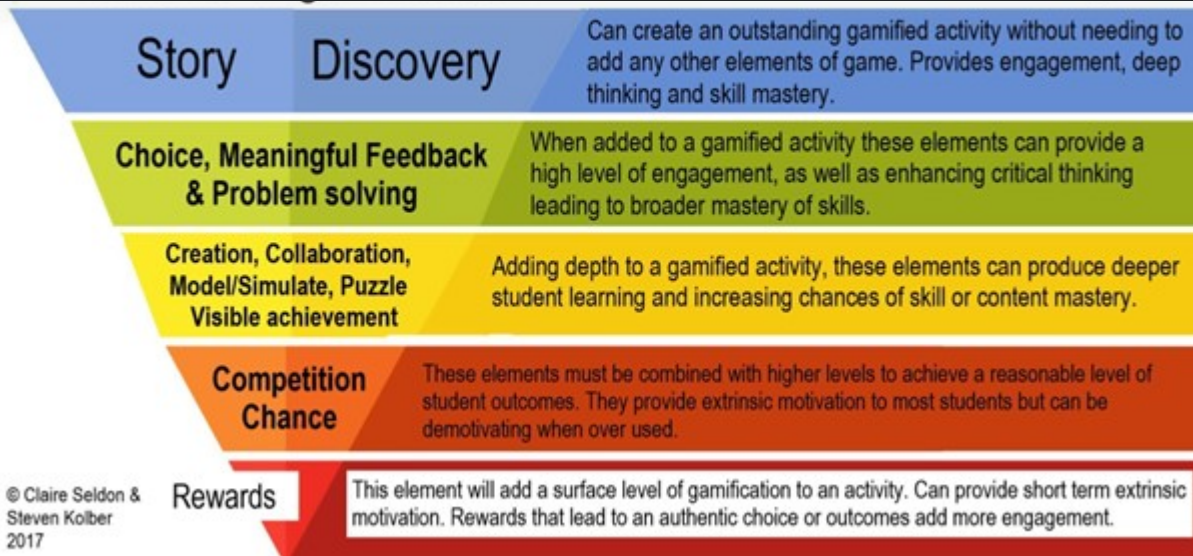 Story Discovery
Can create an outstanding gamified activity without needing to
add any other elements of game. Provides engagement, deep
thinking and skill mastery.
Choice, Meaningful Feedback
& Problem solving
When added to a gamified activity these elements can provide a
high level of engagement, as well as enhancing critical thinking
leading to broader mastery of skills.
Creation, Collaboration,
Model/Simulate, Puzzle
Visible achievement
Adding depth to a gamified activity, these elements can produce deeper
student learning and increasing chances of skill or content mastery.
Competition
Chance
These elements must be combined with higher levels to achieve a reasonable level of
student outcomes. They provide extrinsic motivation to most students but can be
demotivating when over used.
Rewards
This element will add a surface level of gamification to an activity. Can provide short term extrinsic
motivation. Rewards that lead to an authentic choice or outcomes add more engagement.
© Claire Seldon &
Steven Kolber
2017